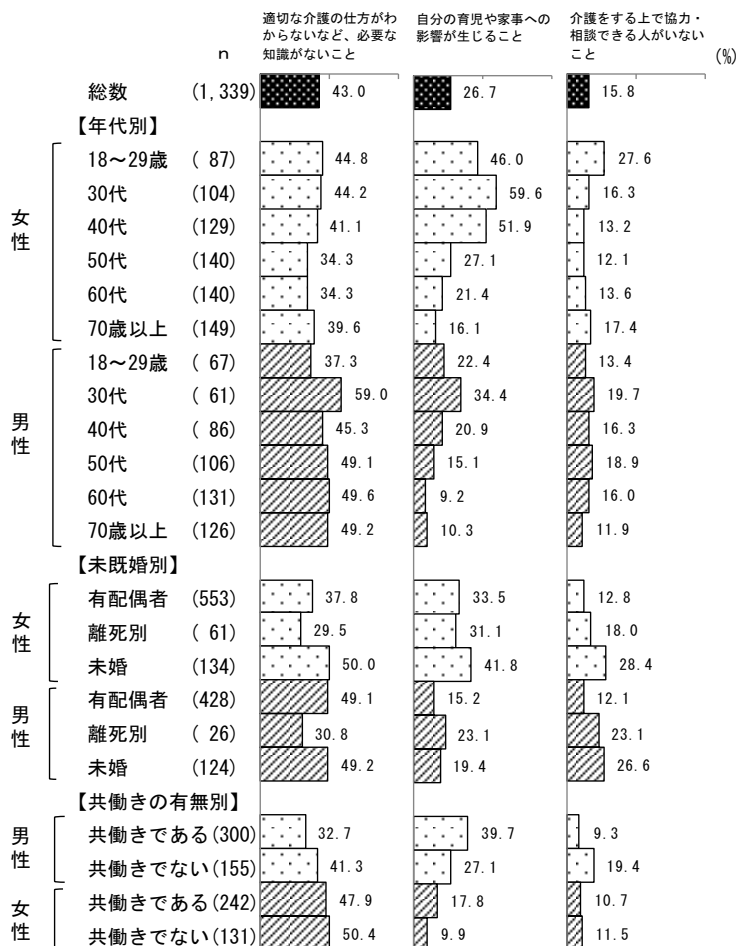 適切な介護の仕方がわ
からないなど、必要な
知識がないこと
自分の育児や家事への
影響が生じること
介護をする上で協力・
相談できる人がいない
こと
n (%)
総数 (1,339) 43.0 26.7 15.8
【年代別】
女性
18～29歳 ( 87) 44.8 46.0 27.6
30代 (104) 44.2 59.6 16.3
40代 (129) 41.1 51.9 13.2
50代 (140) 34.3 27.1 12.1
60代 (140) 34.3 21.4 13.6
70歳以上 (149) 39.6 16.1 17.4
男性
18～29歳 ( 67) 37.3 22.4 13.4
30代 ( 61) 59.0 34.4 19.7
40代 ( 86) 45.3 20.9 16.3
50代 (106) 49.1 15.1 18.9
60代 (131) 49.6 9.2 16.0
70歳以上 (126) 49.2 10.3 11.9
【未既婚別】
女性
有配偶者 (553) 37.8 33.5 12.8
離死別 ( 61) 29.5 31.1 18.0
未婚 (134) 50.0 41.8 28.4
男性
有配偶者 (428) 49.1 15.2 12.1
離死別 ( 26) 30.8 23.1 23.1
未婚 (124) 49.2 19.4 26.6
【共働きの有無別】
男性
共働きである(300) 32.7 39.7 9.3
共働きでない(155) 41.3 27.1 19.4
女性
共働きである(242) 47.9 17.8 10.7
共働きでない(131) 50.4 9.9 11.5